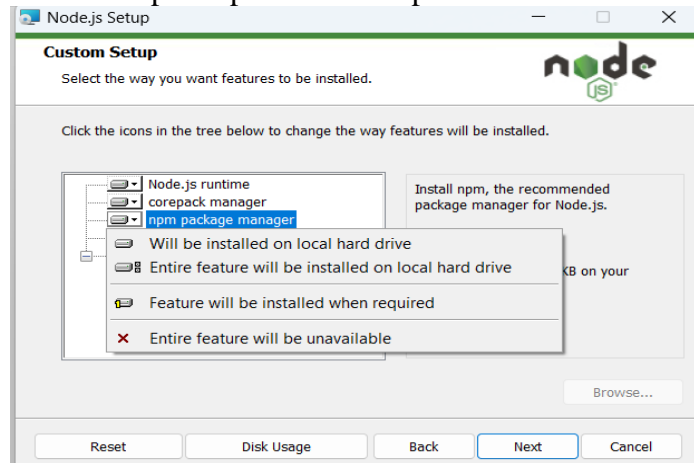 Node.js Setup
Custom Setup
Select the way you want features to be installed.
node
JS
Click the icons in the tree below to change the way features will be installed.
Node.js runtime
corepack manager
npm package manager
Install npm, the recommended
package manager for Node.js.
Will be installed on local hard drive
Entire feature will be installed on local hard drive
KB on your
Feature will be installed when required
Entire feature will be unavailable
Browse...
Reset
Disk Usage
Back
Next
Cancel